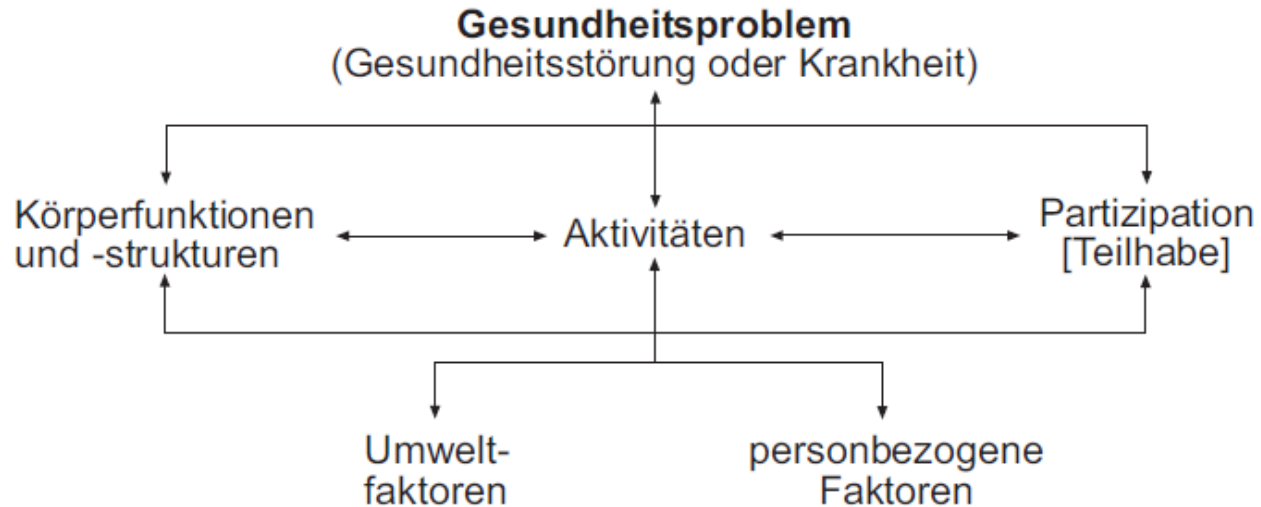 Gesundheitsproblem
(Gesundheitsstörung oder Krankheit)
Körperfunktionen
und -strukturen
Aktivitäten
Partizipation
[Teilhabe]
Umwelt-
faktoren
personbezogene
Faktoren